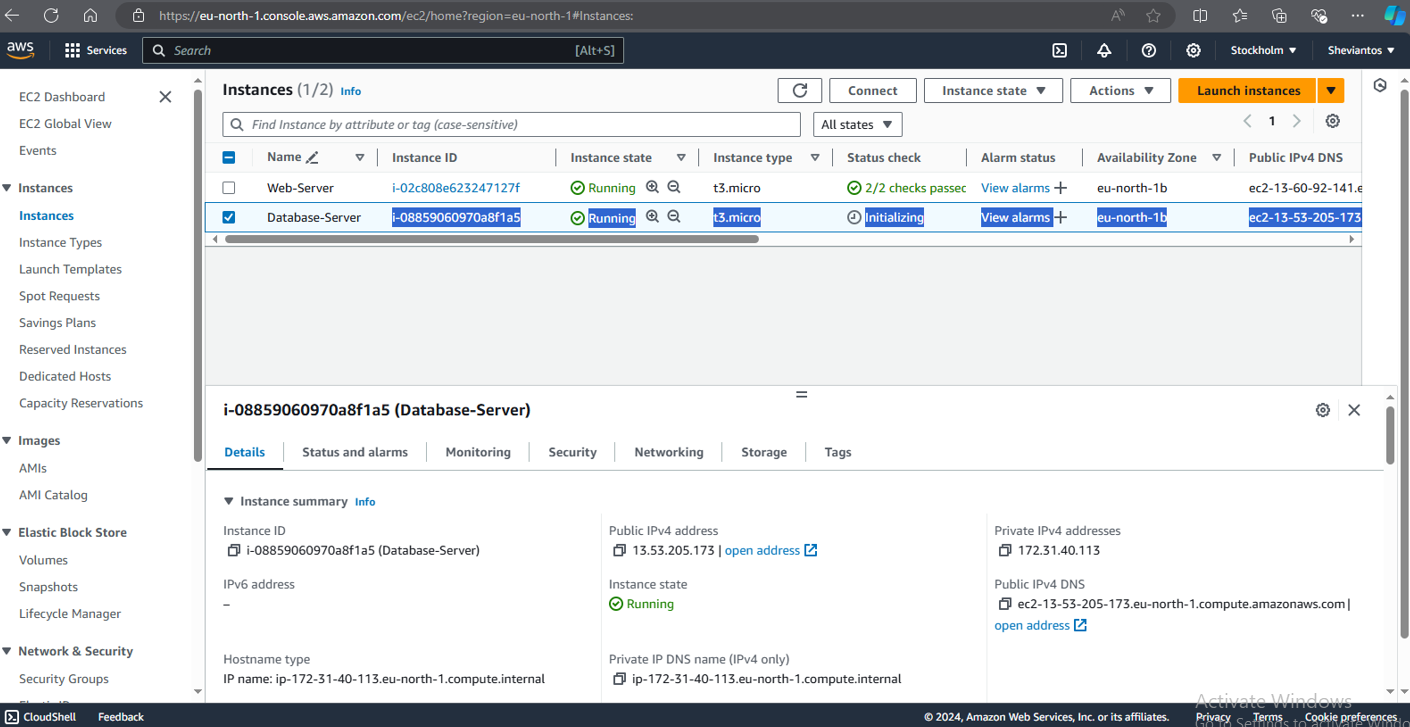 https://eu-north-1.console.aws.amazon.com/ec2/home?region=eu-north-1#Instances:
aws Services Search [Alt+S] Stockholm ▼ Sheviantos ▼
EC2 Dashboard
EC2 Global View
Events
Instances
Instances
Instance Types
Launch Templates
Spot Requests
Savings Plans
Reserved Instances
Dedicated Hosts
Capacity Reservations
Images
AMIs
AMI Catalog
Elastic Block Store
Volumes
Snapshots
Lifecycle Manager
Network & Security
Security Groups
Instances (1/2) Info Connect Instance state ▼ Actions ▼ Launch instances ▼
Find Instance by attribute or tag (case-sensitive) All states ▼ 1
Name Instance ID Instance state Instance type Status check Alarm status Availability Zone Public IPv4 DNS
Web-Server i-02c808e623247127f Running t3.micro 2/2 checks passec View alarms + eu-north-1b ec2-13-60-92-141.e
Database-Server i-08859060970a8f1a5 Running t3.micro Initializing View alarms + eu-north-1b ec2-13-53-205-173
i-08859060970a8f1a5 (Database-Server)
Details Status and alarms Monitoring Security Networking Storage Tags
▼ Instance summary Info
Instance ID
i-08859060970a8f1a5 (Database-Server)
Public IPv4 address
13.53.205.173 | open address
Private IPv4 addresses
172.31.40.113
IPv6 address
–
Instance state
Running
Public IPv4 DNS
ec2-13-53-205-173.eu-north-1.compute.amazonaws.com |
open address
Hostname type
IP name: ip-172-31-40-113.eu-north-1.compute.internal
Private IP DNS name (IPv4 only)
ip-172-31-40-113.eu-north-1.compute.internal
Activate Windows
Go to Settings to activate Windows
CloudShell Feedback © 2024, Amazon Web Services, Inc. or its affiliates. Privacy Terms Cookie preferences